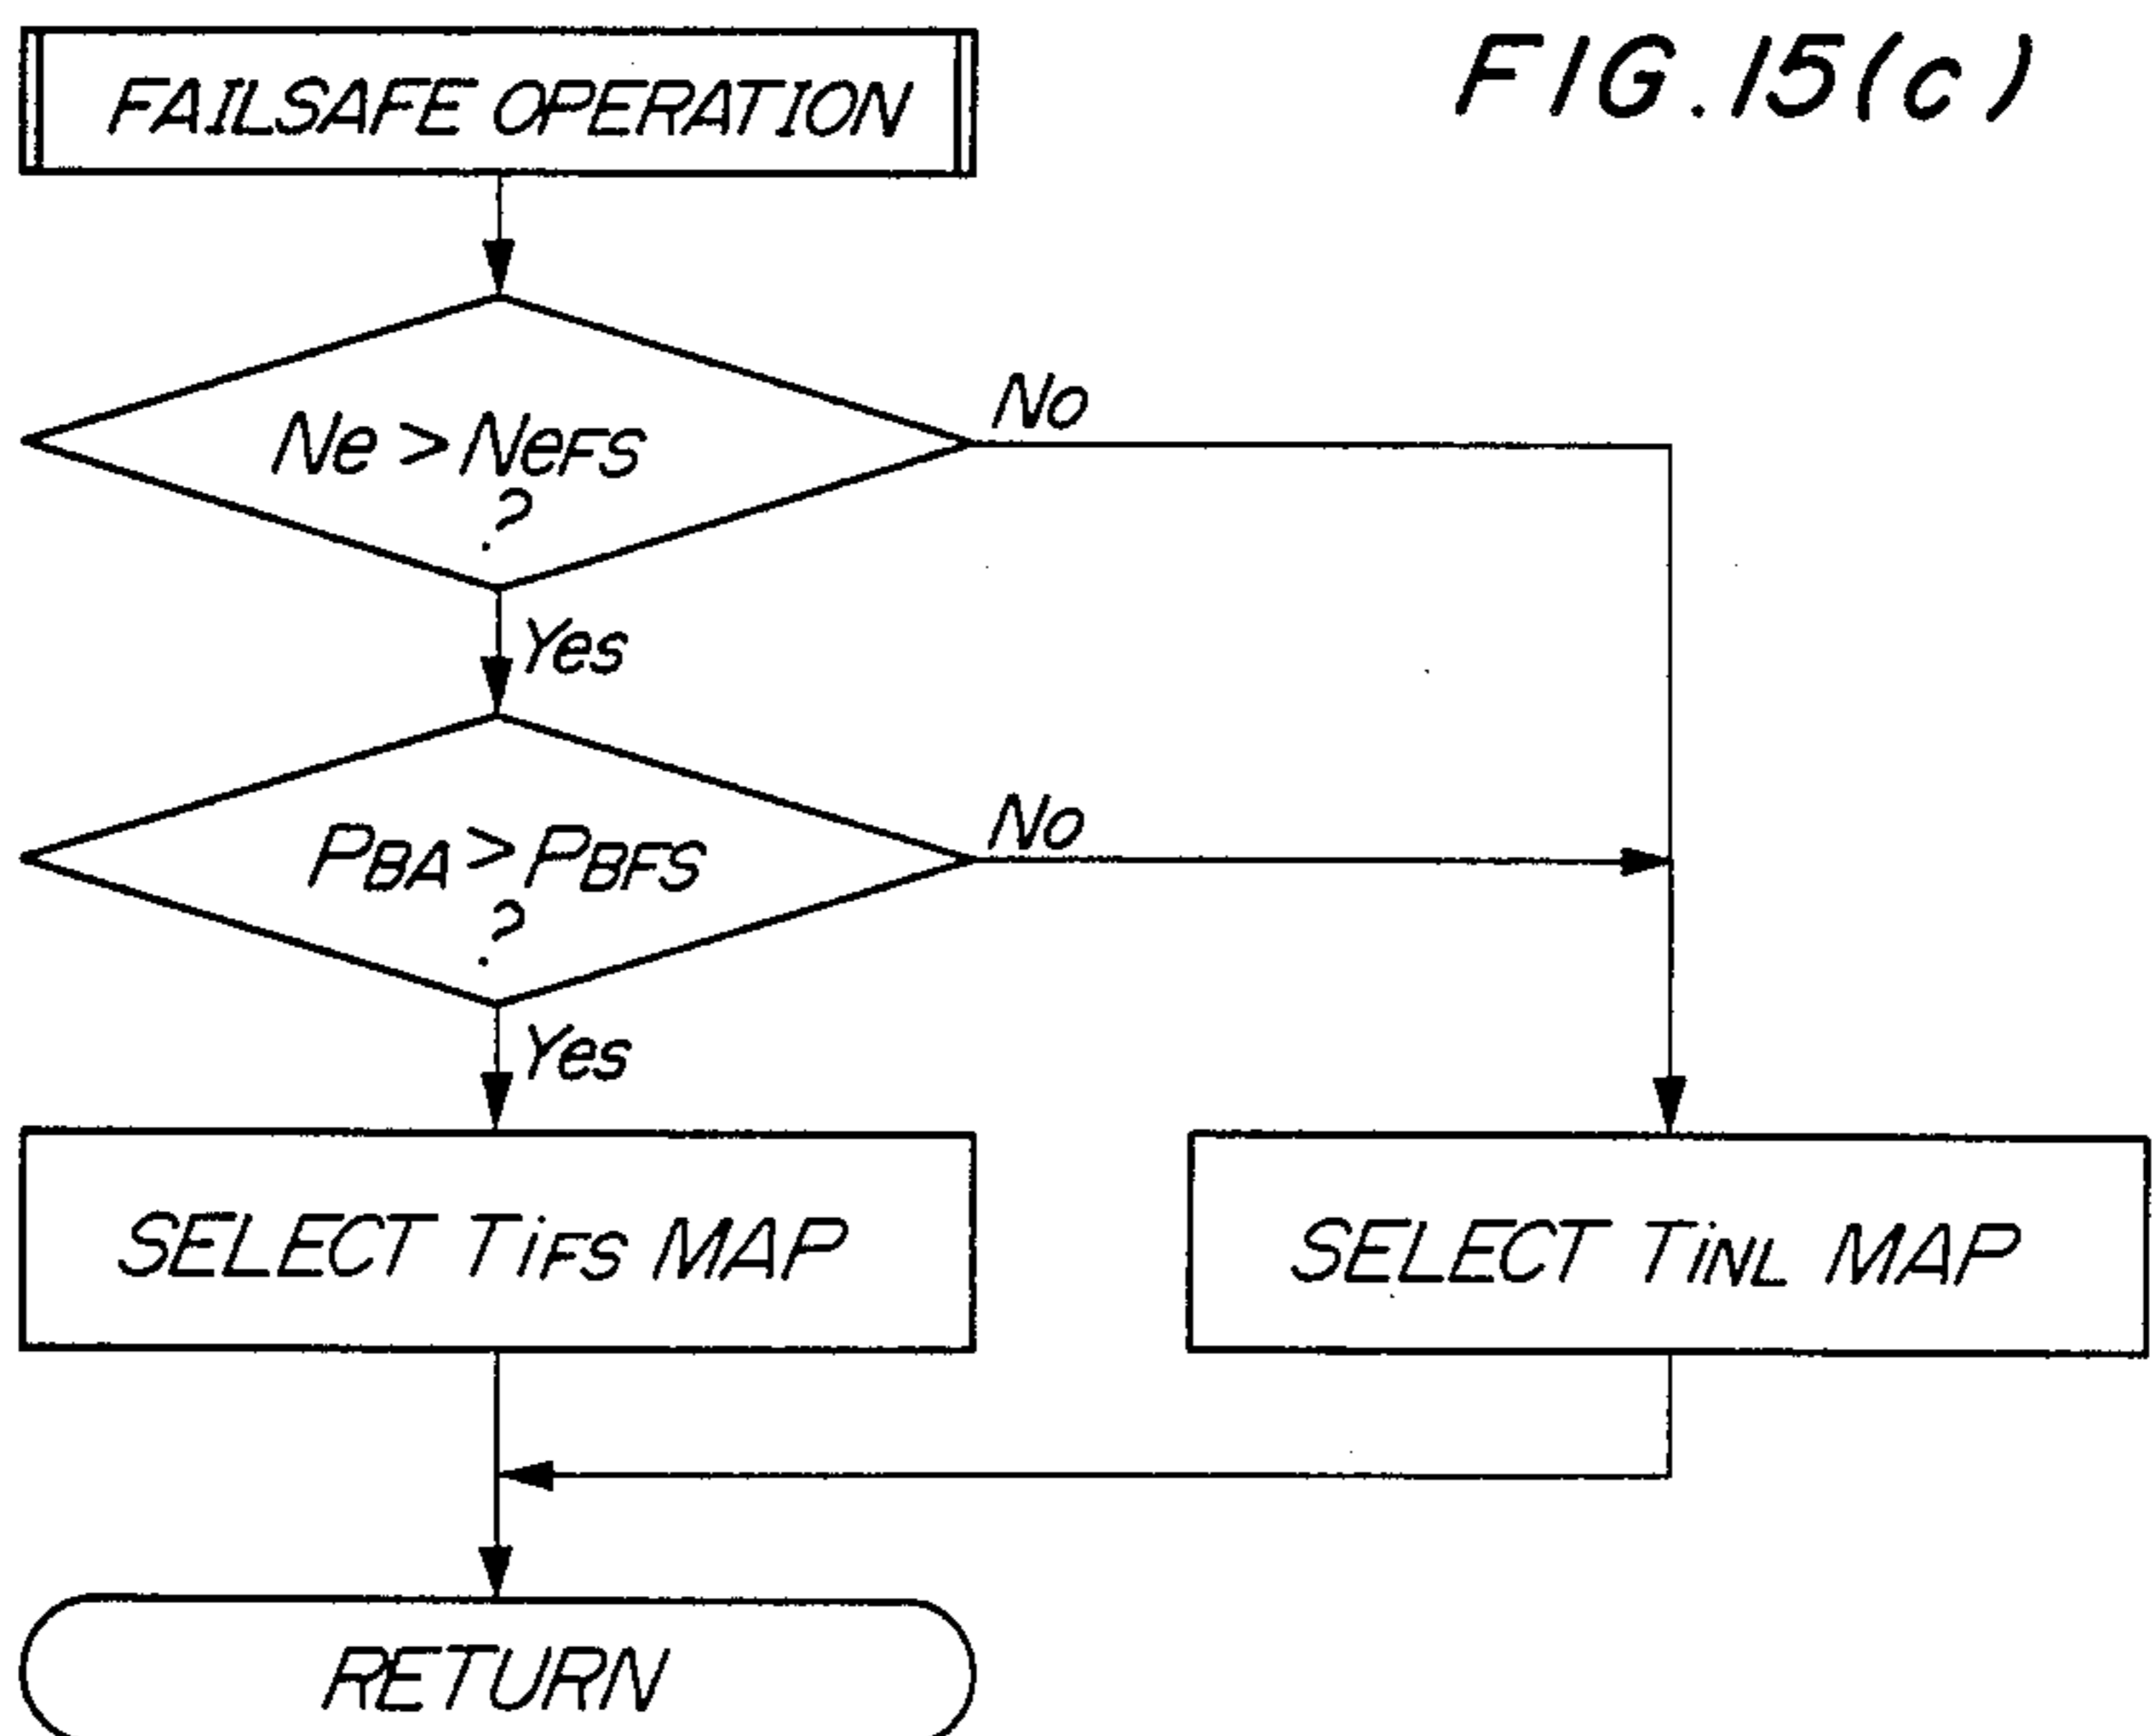 FIG.15(c)
FAILSAFE OPERATION
Ne > NeFS
?
No
Yes
PBA > PBFS
?
No
Yes
SELECT TiFS MAP
SELECT TiNL MAP
RETURN